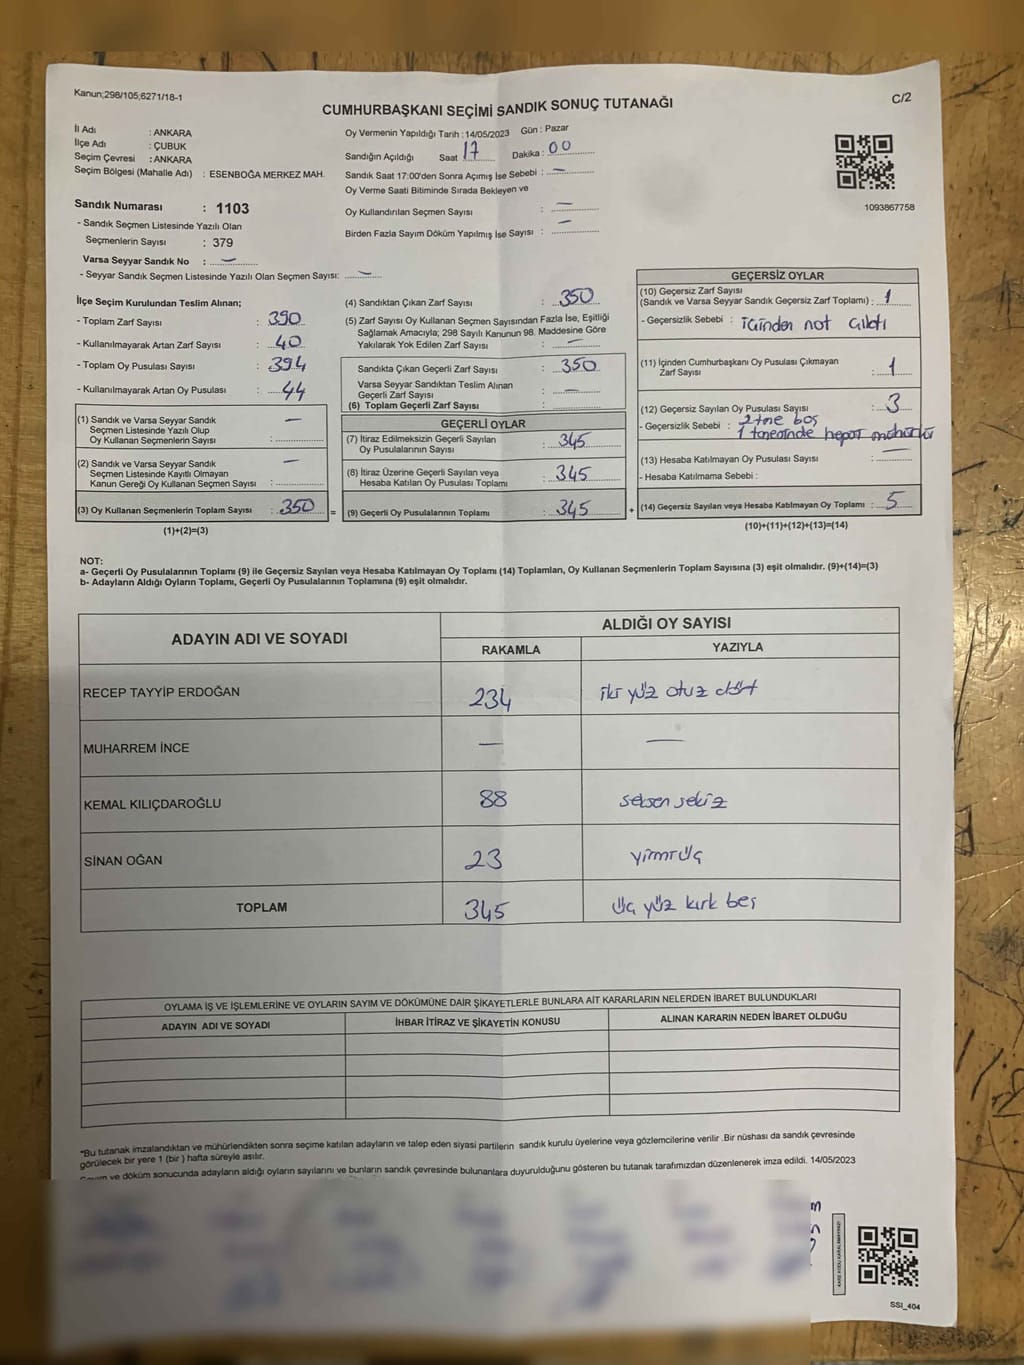 Kanun;298/105;6271/18-1
C/2
CUMHURBAŞKANI SEÇİMİ SANDIK SONUÇ TUTANAĞI
İl Adı : ANKARA
İlçe Adı : ÇUBUK
Seçim Çevresi : ANKARA
Seçim Bölgesi (Mahalle Adı) : ESENBOĞA MERKEZ MAH.
Sandık Numarası : 1103
- Sandık Seçmen Listesinde Yazılı Olan
Seçmenlerin Sayısı : 379
Varsa Seyyar Sandık No : —
- Seyyar Sandık Seçmen Listesinde Yazılı Olan Seçmen Sayısı: —
Oy Vermenin Yapıldığı Tarih : 14/05/2023 Gün : Pazar
Sandığın Açıldığı Saat 17 Dakika : 00
Sandık Saat 17:00'den Sonra Açımış İse Sebebi : —
Oy Verme Saati Bitiminde Sırada Bekleyen ve
Oy Kullandırılan Seçmen Sayısı : —
Birden Fazla Sayım Döküm Yapılmış İse Sayısı : —
1093867758
İlçe Seçim Kurulundan Teslim Alınan;
- Toplam Zarf Sayısı : 390
- Kullanılmayarak Artan Zarf Sayısı : 40
- Toplam Oy Pusulası Sayısı : 394
- Kullanılmayarak Artan Oy Pusulası : 44
(1) Sandık ve Varsa Seyyar Sandık
Seçmen Listesinde Yazılı Olup
Oy Kullanan Seçmenlerin Sayısı : —
(2) Sandık ve Varsa Seyyar Sandık
Seçmen Listesinde Kayıtlı Olmayan
Kanun Gereği Oy Kullanan Seçmen Sayısı : —
(3) Oy Kullanan Seçmenlerin Toplam Sayısı : 350 =
(1)+(2)=(3)
(4) Sandıktan Çıkan Zarf Sayısı : 350
(5) Zarf Sayısı Oy Kullanan Seçmen Sayısından Fazla İse, Eşitliği
Sağlamak Amacıyla; 298 Sayılı Kanunun 98. Maddesine Göre
Yakılarak Yok Edilen Zarf Sayısı : —
Sandıkta Çıkan Geçerli Zarf Sayısı : 350
Varsa Seyyar Sandıktan Teslim Alınan
Geçerli Zarf Sayısı : —
(6) Toplam Geçerli Zarf Sayısı :
GEÇERLİ OYLAR
(7) İtiraz Edilmeksizin Geçerli Sayılan
Oy Pusulalarının Sayısı : 345
(8) İtiraz Üzerine Geçerli Sayılan veya
Hesaba Katılan Oy Pusulası Toplamı : 345
(9) Geçerli Oy Pusulalarının Toplamı : 345 +
GEÇERSİZ OYLAR
(10) Geçersiz Zarf Sayısı
(Sandık ve Varsa Seyyar Sandık Geçersiz Zarf Toplamı) : 1
- Geçersizlik Sebebi : içinden not çıktı
(11) İçinden Cumhurbaşkanı Oy Pusulası Çıkmayan
Zarf Sayısı : 1
(12) Geçersiz Sayılan Oy Pusulası Sayısı : 3
- Geçersizlik Sebebi : 2 tne boş
1 tanesinde hepsi mühürlü
(13) Hesaba Katılmayan Oy Pusulası Sayısı : —
- Hesaba Katılmama Sebebi :
(14) Geçersiz Sayılan veya Hesaba Katılmayan Oy Toplamı : 5
(10)+(11)+(12)+(13)=(14)
NOT:
a- Geçerli Oy Pusulalarının Toplamı (9) ile Geçersiz Sayılan veya Hesaba Katılmayan Oy Toplamı (14) Toplamları, Oy Kullanan Seçmenlerin Toplam Sayısına (3) eşit olmalıdır. (9)+(14)=(3)
b- Adayların Aldığı Oyların Toplamı, Geçerli Oy Pusulalarının Toplamına (9) eşit olmalıdır.
ADAYIN ADI VE SOYADI
ALDIĞI OY SAYISI
RAKAMLA YAZIYLA
RECEP TAYYİP ERDOĞAN 234 iki yüz otuz dört
MUHARREM İNCE — —
KEMAL KILIÇDAROĞLU 88 seksen sekiz
SİNAN OĞAN 23 yirmi üç
TOPLAM 345 üç yüz kırk beş
OYLAMA İŞ VE İŞLEMLERİNE VE OYLARIN SAYIM VE DÖKÜMÜNE DAİR ŞİKAYETLERLE BUNLARA AİT KARARLARIN NELERDEN İBARET BULUNDUKLARI
ADAYIN ADI VE SOYADI İHBAR İTİRAZ VE ŞİKAYETİN KONUSU ALINAN KARARIN NEDEN İBARET OLDUĞU
*Bu tutanak imzalandıktan ve mühürlendikten sonra seçime katılan adayların ve talep eden siyasi partilerin sandık kurulu üyelerine veya gözlemcilerine verilir .Bir nüshası da sandık çevresinde
görülecek bir yere 1 (bir ) hafta süreyle asılır.
ve döküm sonucunda adayların aldığı oyların sayılarını ve bunların sandık çevresinde bulunanlara duyurulduğunu gösteren bu tutanak tarafımızdan düzenlenerek imza edildi. 14/05/2023
SSI_404